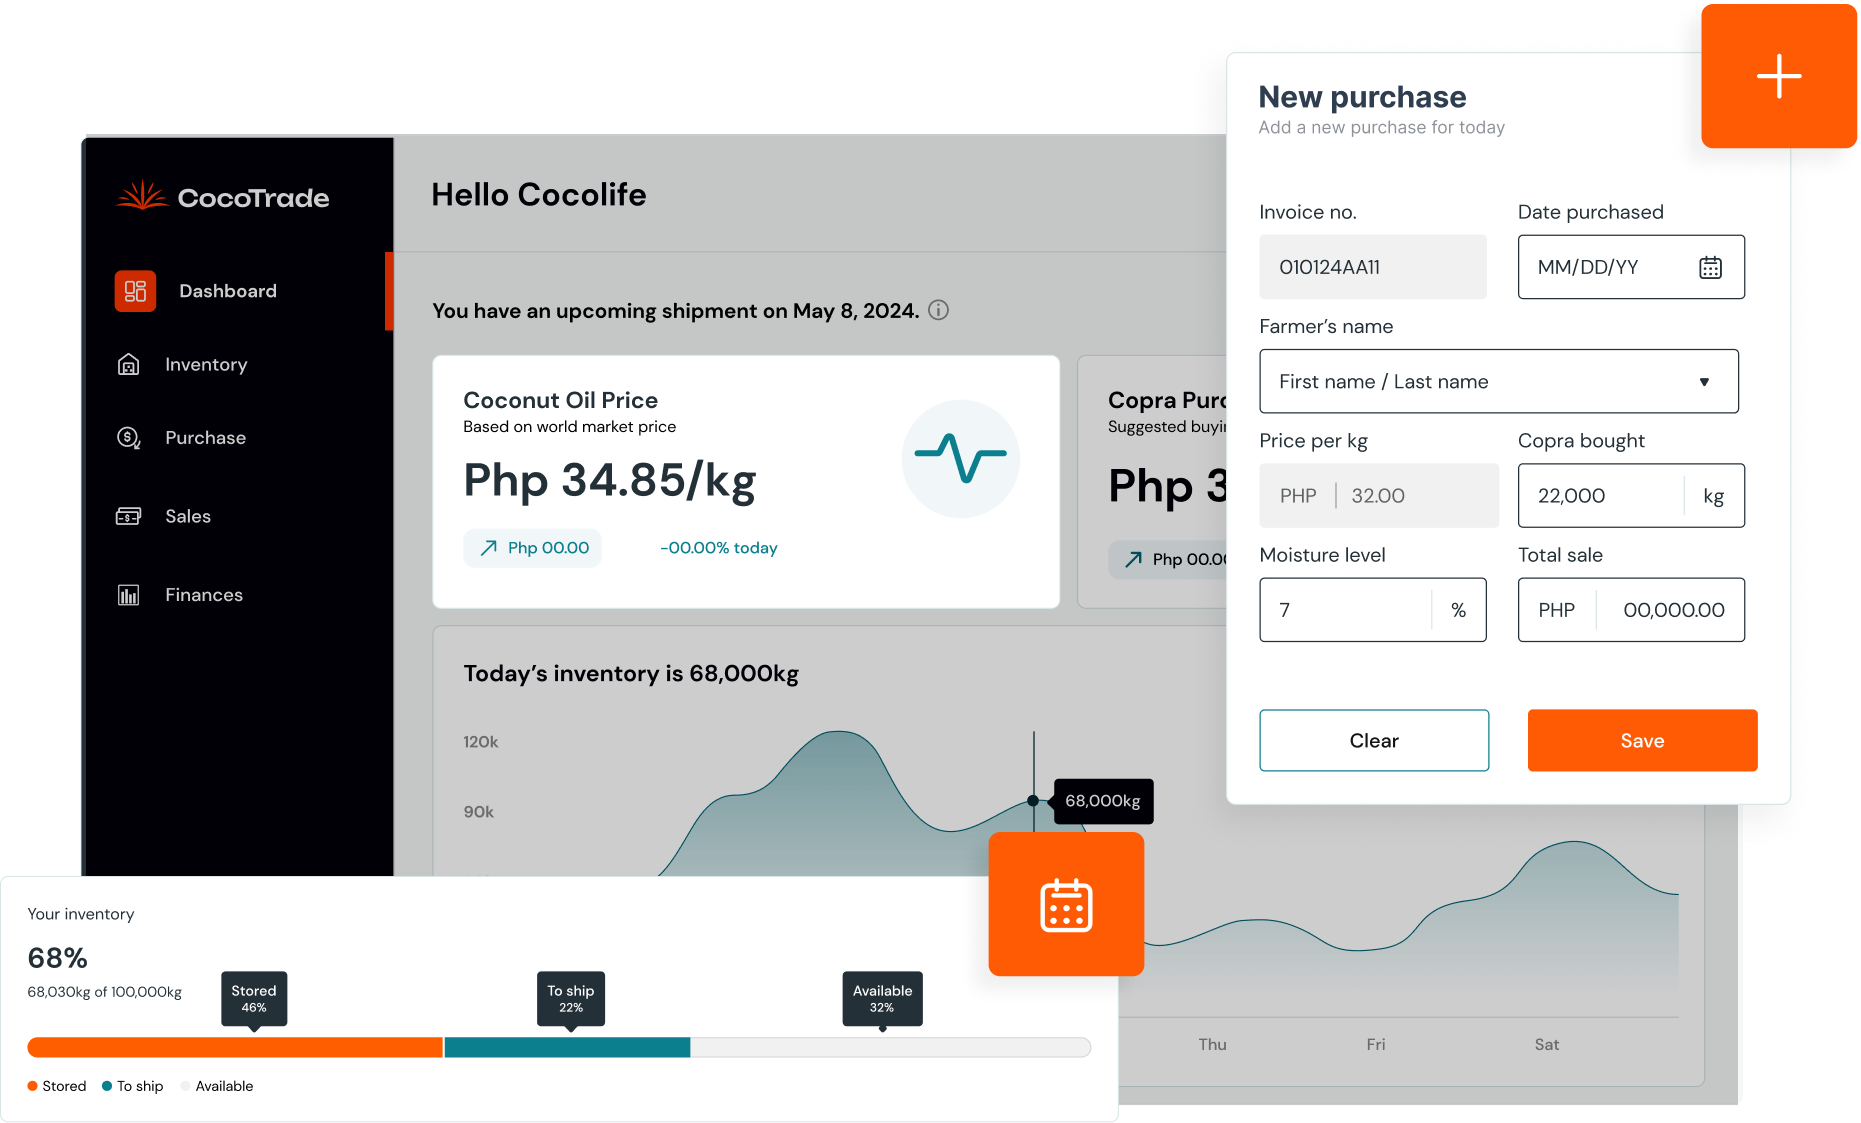 CocoTrade
Dashboard
Inventory
Purchase
Sales
Finances
Hello Cocolife
You have an upcoming shipment on May 8, 2024.
Coconut Oil Price
Based on world market price
Php 34.85/kg
Php 00.00
-00.00% today
Copra
Suggested
Php 3
Php
Today’s inventory is 68,000kg
120k
90k
68,000kg
Thu
Fri
Sat
New purchase
Add a new purchase for today
Invoice no.
Date purchased
010124AA11
MM/DD/YY
Farmer’s name
First name / Last name
Price per kg
Copra bought
PHP
32.00
22,000
kg
Moisture level
Total sale
7
%
PHP
00,000.00
Clear
Save
Your inventory
68%
68,030kg of 100,000kg
Stored
46%
To ship
22%
Available
32%
Stored
To ship
Available